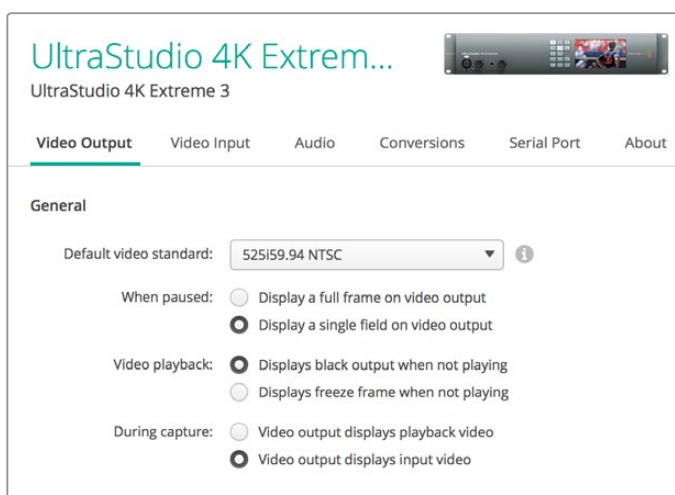 UltraStudio 4K Extrem...
UltraStudio 4K Extreme 3
Video Output Video Input Audio Conversions Serial Port About
General
Default video standard: 525i59.94 NTSC
When paused: Display a full frame on video output
Display a single field on video output
Video playback: Displays black output when not playing
Displays freeze frame when not playing
During capture: Video output displays playback video
Video output displays input video